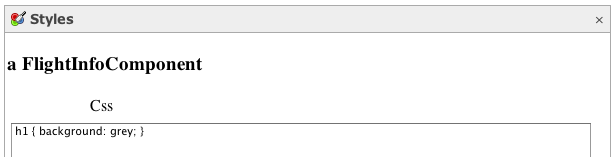 Styles ×
a FlightInfoComponent
Css
h1 { background: grey; }